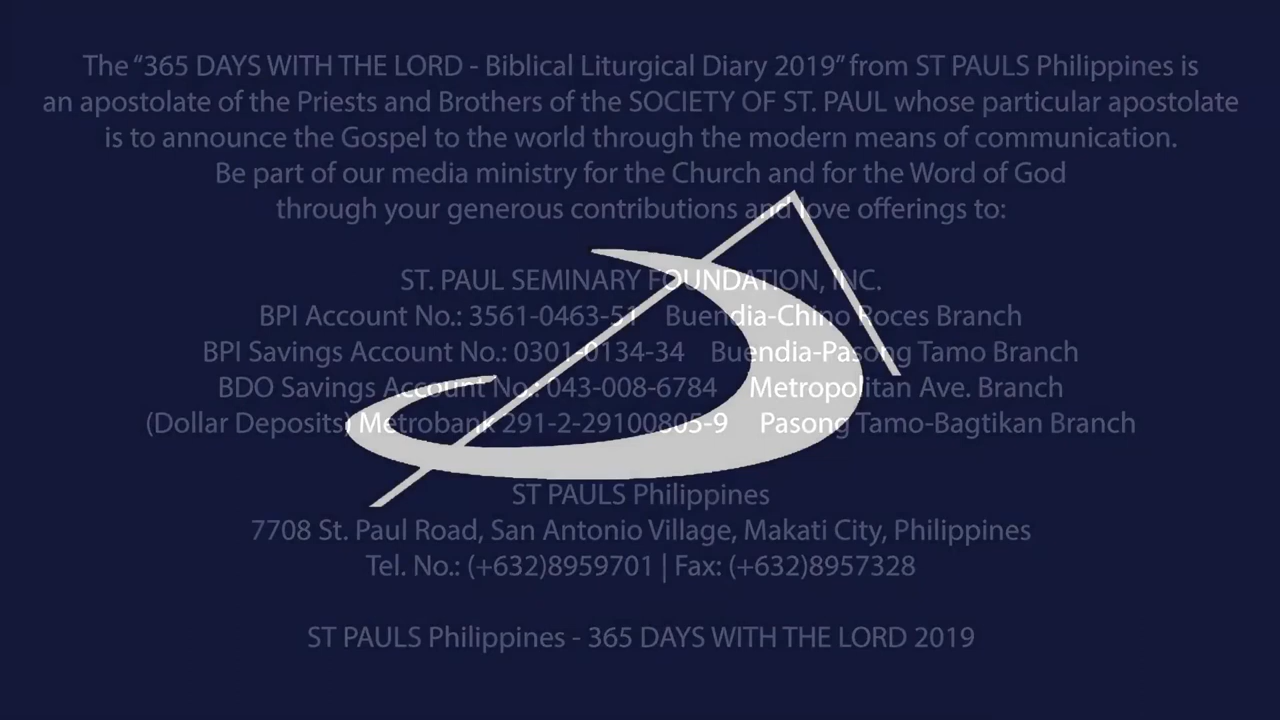 The “365 DAYS WITH THE LORD - Biblical Liturgical Diary 2019” from ST PAULS Philippines is
an apostolate of the Priests and Brothers of the SOCIETY OF ST. PAUL whose particular apostolate
is to announce the Gospel to the world through the modern means of communication.
Be part of our media ministry for the Church and for the Word of God
through your generous contributions and love offerings to:
ST. PAUL SEMINARY FOUNDATION, INC.
BPI Account No.: 3561-0463-51 Buendia-Chino Roces Branch
BPI Savings Account No.: 0301-0134-34 Buendia-Pasong Tamo Branch
BDO Savings Account No.: 043-008-6784 Metropolitan Ave. Branch
(Dollar Deposits) Metrobank 291-2-29100805-9 Pasong Tamo-Bagtikan Branch
ST PAULS Philippines
7708 St. Paul Road, San Antonio Village, Makati City, Philippines
Tel. No.: (+632)8959701 | Fax: (+632)8957328
ST PAULS Philippines - 365 DAYS WITH THE LORD 2019